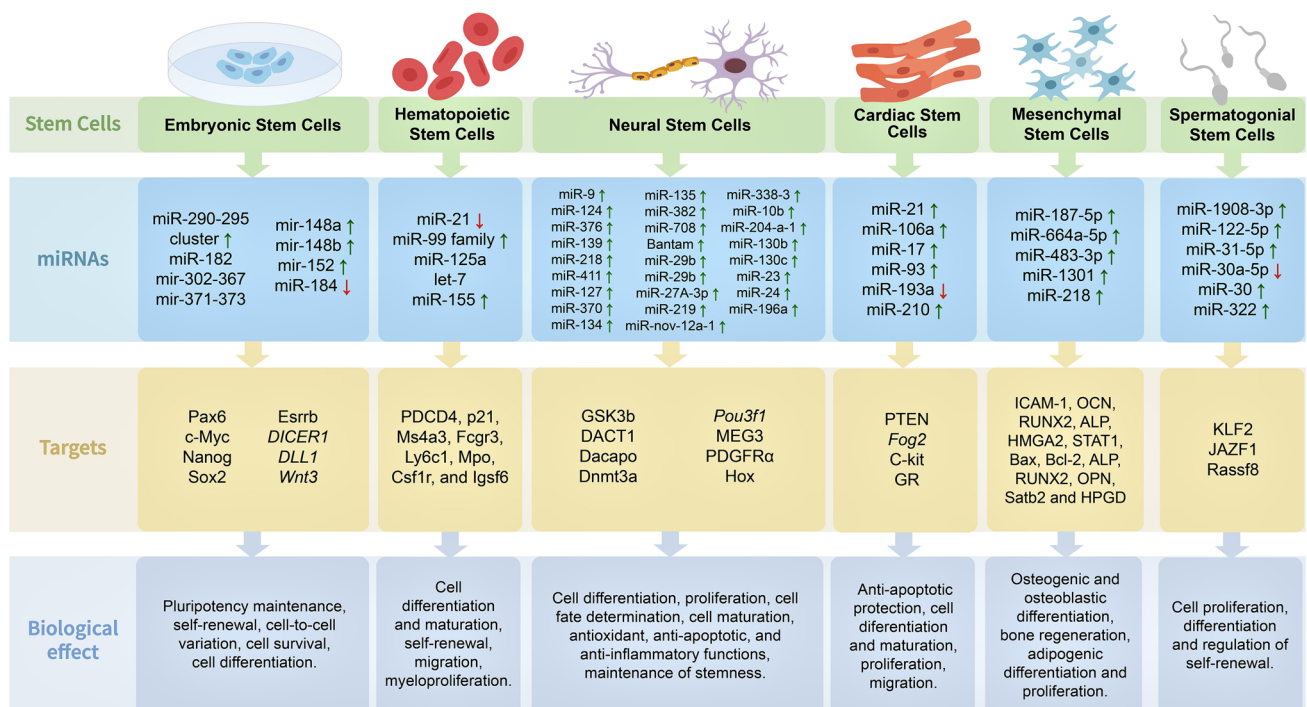 Stem Cells
Embryonic Stem Cells
Hematopoietic
Stem Cells
Neural Stem Cells
Cardiac Stem
Cells
Mesenchymal
Stem Cells
Spermatogonial
Stem Cells
miRNAs
miR-290-295
cluster ↑
miR-182
mir-302-367
mir-371-373
mir-148a ↑
mir-148b ↑
mir-152 ↑
miR-184 ↓
miR-21 ↓
miR-99 family ↑
miR-125a
let-7
miR-155 ↑
miR-9 ↑
miR-124 ↑
miR-376 ↑
miR-139 ↑
miR-218 ↑
miR-411 ↑
miR-127 ↑
miR-370 ↑
miR-134 ↑
miR-135 ↑
miR-382 ↑
miR-708 ↑
Bantam ↑
miR-29b ↑
miR-29b ↑
miR-27A-3p ↑
miR-219 ↑
miR-nov-12a-1 ↑
miR-338-3 ↑
miR-10b ↑
miR-204-a-1 ↑
miR-130b ↑
miR-130c ↑
miR-23 ↑
miR-24 ↑
miR-196a ↑
miR-21 ↑
miR-106a ↑
miR-17 ↑
miR-93 ↑
miR-193a ↓
miR-210 ↑
miR-187-5p ↑
miR-664a-5p ↑
miR-483-3p ↑
miR-1301 ↑
miR-218 ↑
miR-1908-3p ↑
miR-122-5p ↑
miR-31-5p ↑
miR-30a-5p ↓
miR-30 ↑
miR-322 ↑
Targets
Pax6
c-Myc
Nanog
Sox2
Esrrb
DICER1
DLL1
Wnt3
PDCD4, p21,
Ms4a3, Fcgr3,
Ly6c1, Mpo,
Csf1r, and Igsf6
GSK3b
DACT1
Dacapo
Dnmt3a
Pou3f1
MEG3
PDGFRα
Hox
PTEN
Fog2
C-kit
GR
ICAM-1, OCN,
RUNX2, ALP,
HMGA2, STAT1,
Bax, Bcl-2, ALP,
RUNX2, OPN,
Satb2 and HPGD
KLF2
JAZF1
Rassf8
Biological
effect
Pluripotency maintenance,
self-renewal, cell-to-cell
variation, cell survival,
cell differentiation.
Cell
differentiation
and maturation,
self-renewal,
migration,
myeloproliferation.
Cell differentiation, proliferation, cell
fate determination, cell maturation,
antioxidant, anti-apoptotic, and
anti-inflammatory functions,
maintenance of stemness.
Anti-apoptotic
protection, cell
diferentiation
and maturation,
proliferation,
migration.
Osteogenic and
osteoblastic
differentiation,
bone regeneration,
adipogenic
differentiation and
proliferation.
Cell proliferation,
differentiation
and regulation of
self-renewal.